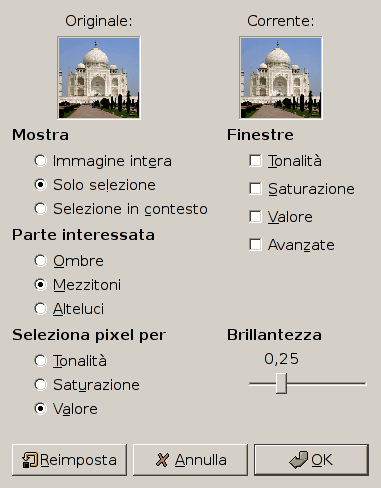 Originale:
Corrente:
Mostra
Immagine intera
Solo selezione
Selezione in contesto
Finestre
Tonalità
Saturazione
Valore
Avanzate
Parte interessata
Ombre
Mezzitoni
Alteluci
Seleziona pixel per
Tonalità
Saturazione
Valore
Brillantezza
0,25
Reimposta
Annulla
OK